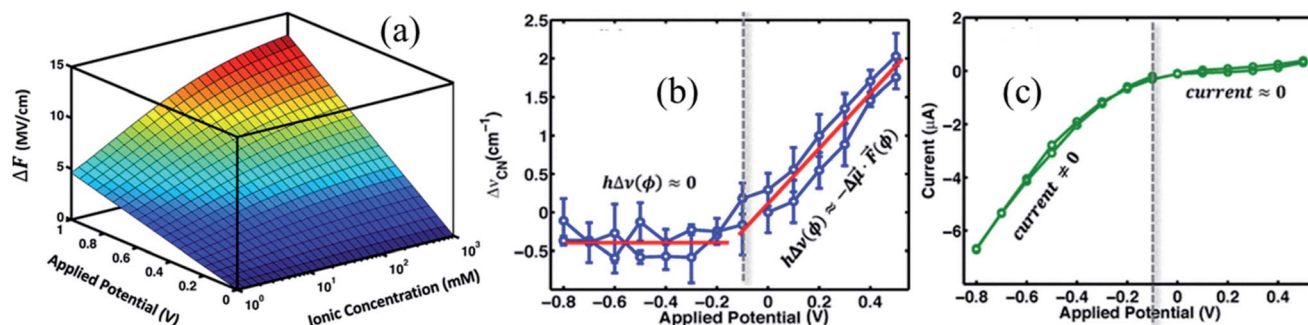 (a)
15
10
5
0
ΔF (MV/cm)
1
0.8
0.6
0.4
0.2
0
Applied Potential (V)
10⁰
10¹
10²
10³
Ionic Concentration (mM)
(b)
2
1.5
1
0.5
0
−0.5
Δν_CN(cm⁻¹)
hΔν(ϕ) ≈ 0
hΔν(ϕ) ≈ −Δμ⃗ · F⃗(ϕ)
−0.8 −0.6 −0.4 −0.2 0 0.2 0.4
Applied Potential (V)
(c)
2
0
−2
−4
−6
Current (μA)
current ≈ 0
current ≠ 0
−0.8 −0.6 −0.4 −0.2 0 0.2 0.4
Applied Potential (V)